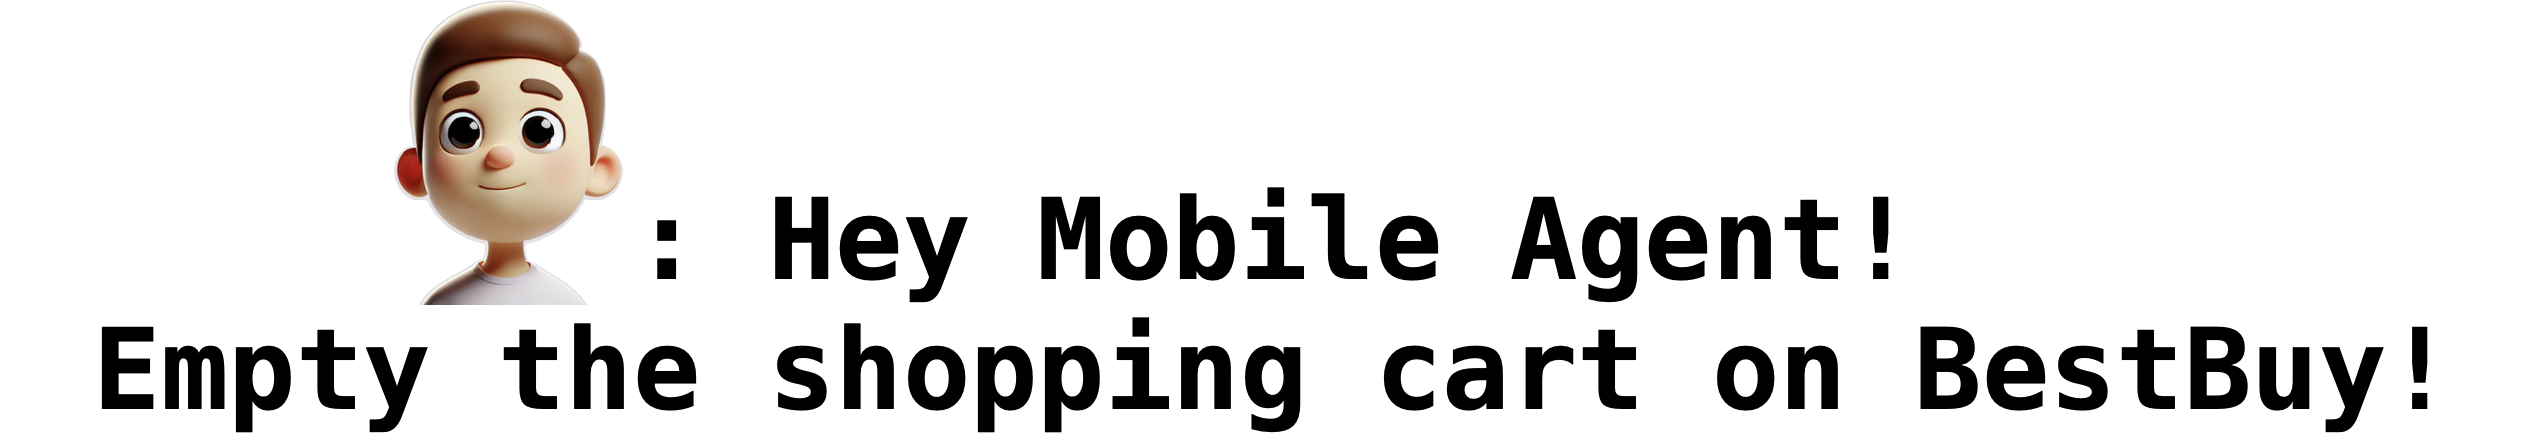 : Hey Mobile Agent!
Empty the shopping cart on BestBuy!